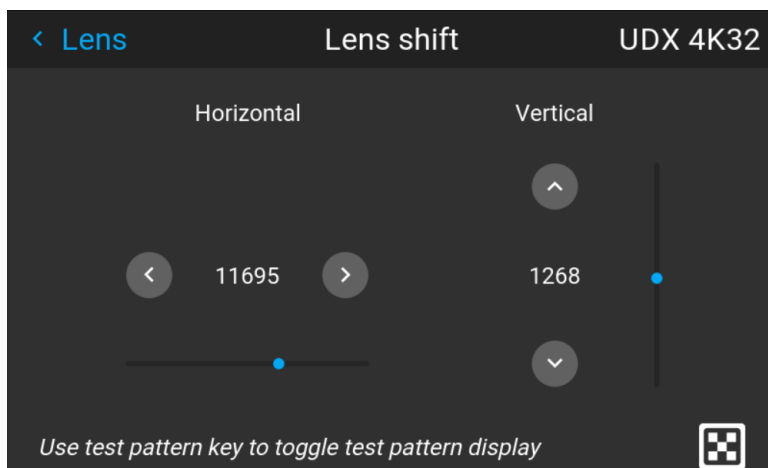 Lens
Lens shift
UDX 4K32
Horizontal
Vertical
11695
1268
Use test pattern key to toggle test pattern display